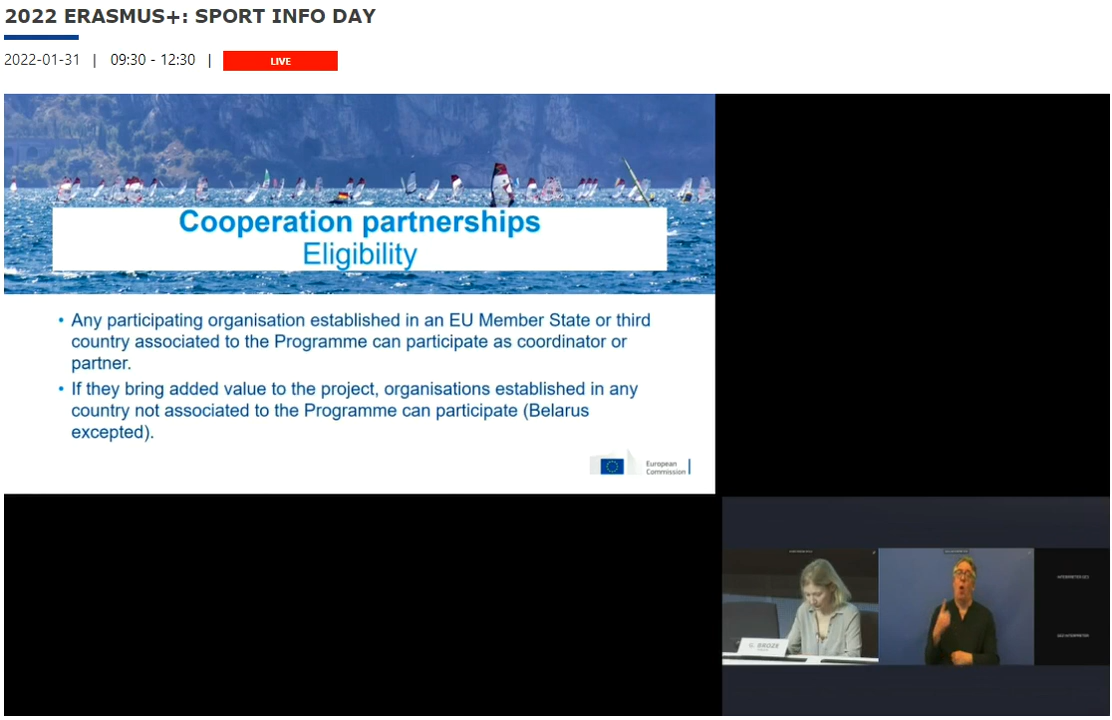 2022 ERASMUS+: SPORT INFO DAY
2022-01-31 | 09:30 - 12:30 | LIVE
Cooperation partnerships
Eligibility
• Any participating organisation established in an EU Member State or third
country associated to the Programme can participate as coordinator or
partner.
• If they bring added value to the project, organisations established in any
country not associated to the Programme can participate (Belarus
excepted).
European
Commission
G. BROZE